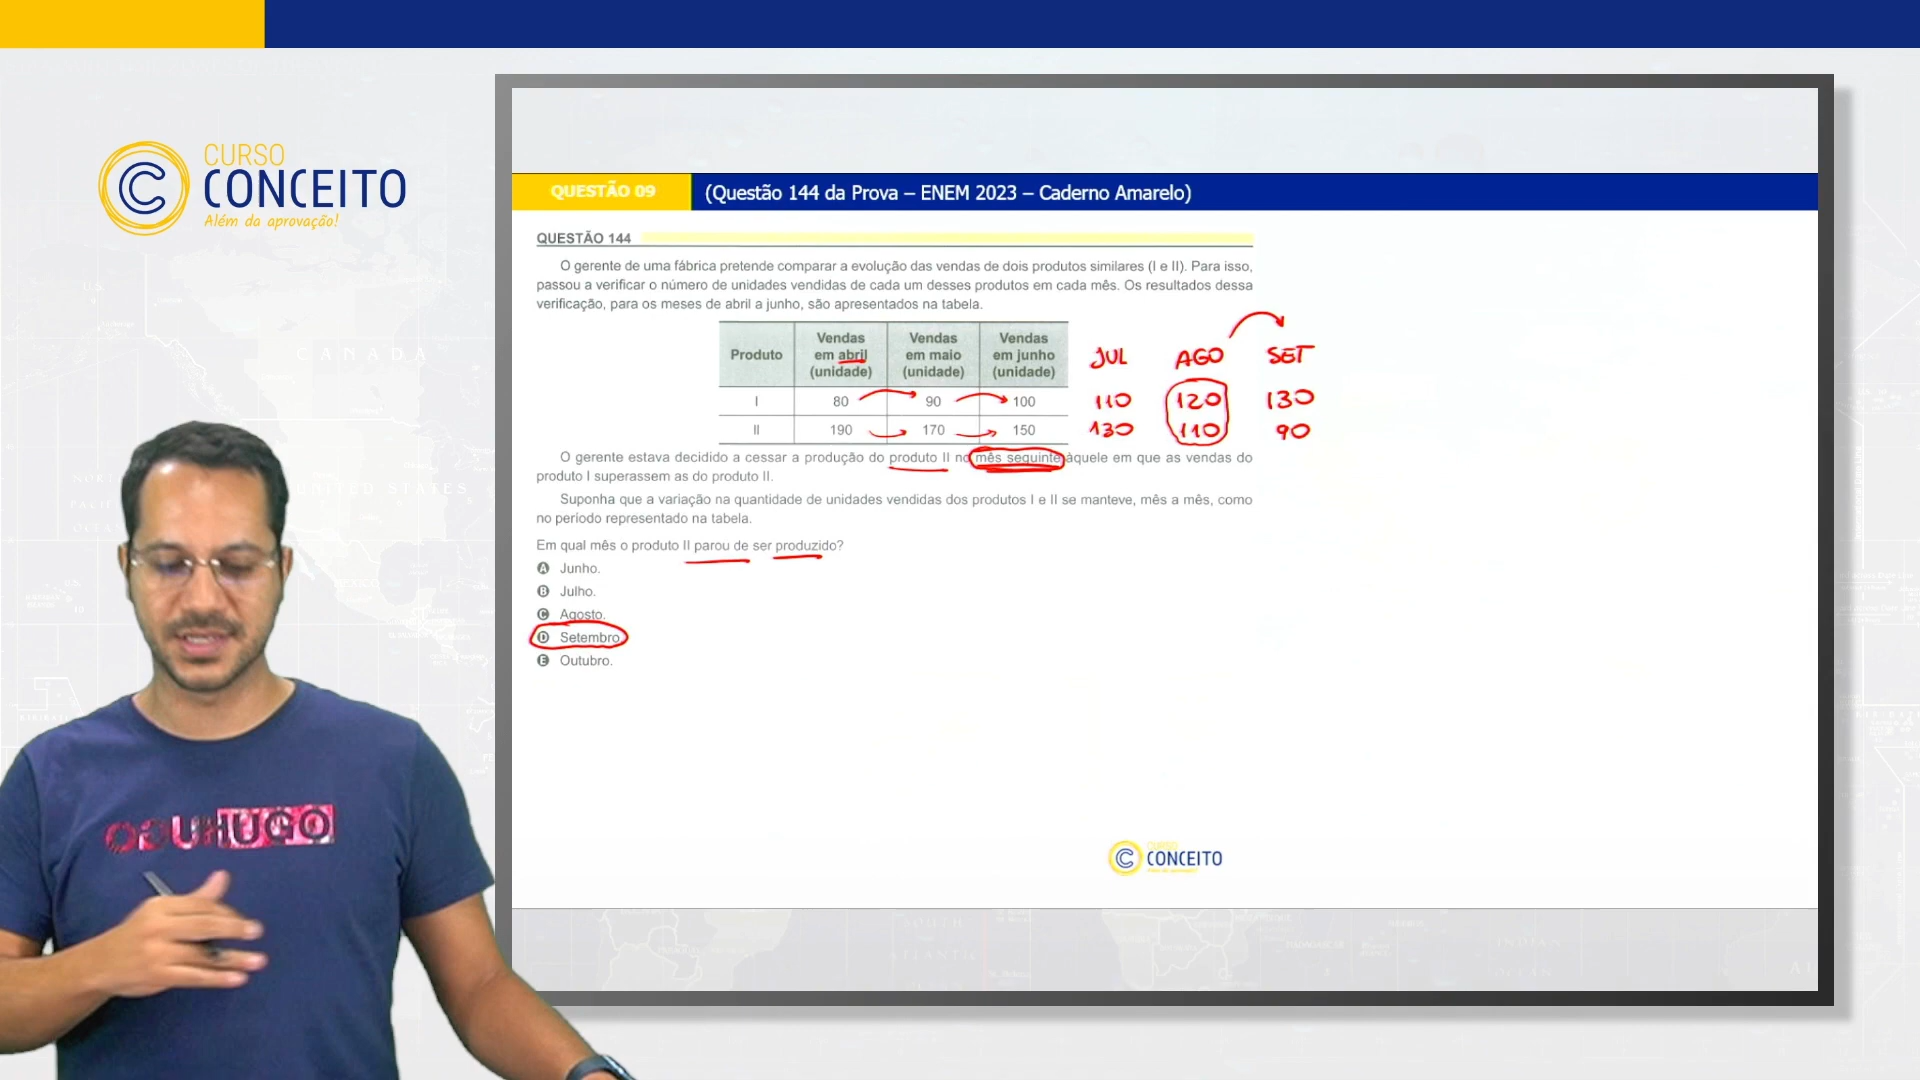 CURSO
CONCEITO
Além da aprovação!
QUESTÃO 09
(Questão 144 da Prova – ENEM 2023 – Caderno Amarelo)
QUESTÃO 144
O gerente de uma fábrica pretende comparar a evolução das vendas de dois produtos similares (I e II). Para isso,
passou a verificar o número de unidades vendidas de cada um desses produtos em cada mês. Os resultados dessa
verificação, para os meses de abril a junho, são apresentados na tabela.
Produto Vendas em abril (unidade) Vendas em maio (unidade) Vendas em junho (unidade) JUL AGO SET
I 80 90 100 110 120 130
II 190 170 150 130 110 90
O gerente estava decidido a cessar a produção do produto II no mês seguinte àquele em que as vendas do
produto I superassem as do produto II.
Suponha que a variação na quantidade de unidades vendidas dos produtos I e II se manteve, mês a mês, como
no período representado na tabela.
Em qual mês o produto II parou de ser produzido?
A Junho.
B Julho.
C Agosto.
D Setembro.
E Outubro.
CURSO
CONCEITO
HUGO
CANADA
UNITED STATES